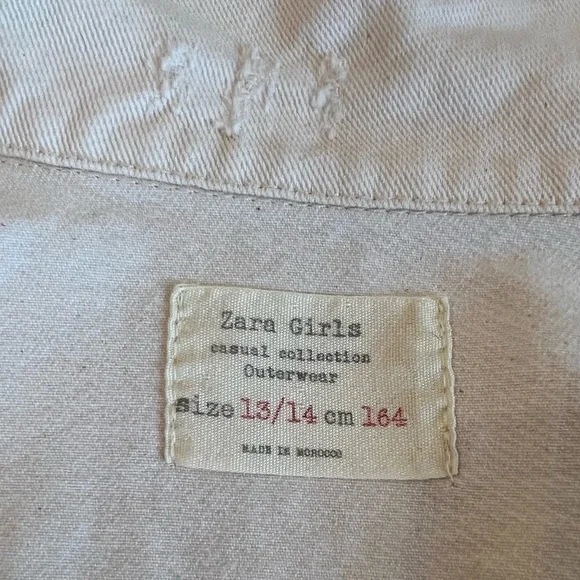 Zara Girls
casual collection
Outerwear
size 13/14 cm 164
MADE IN MOROCCO